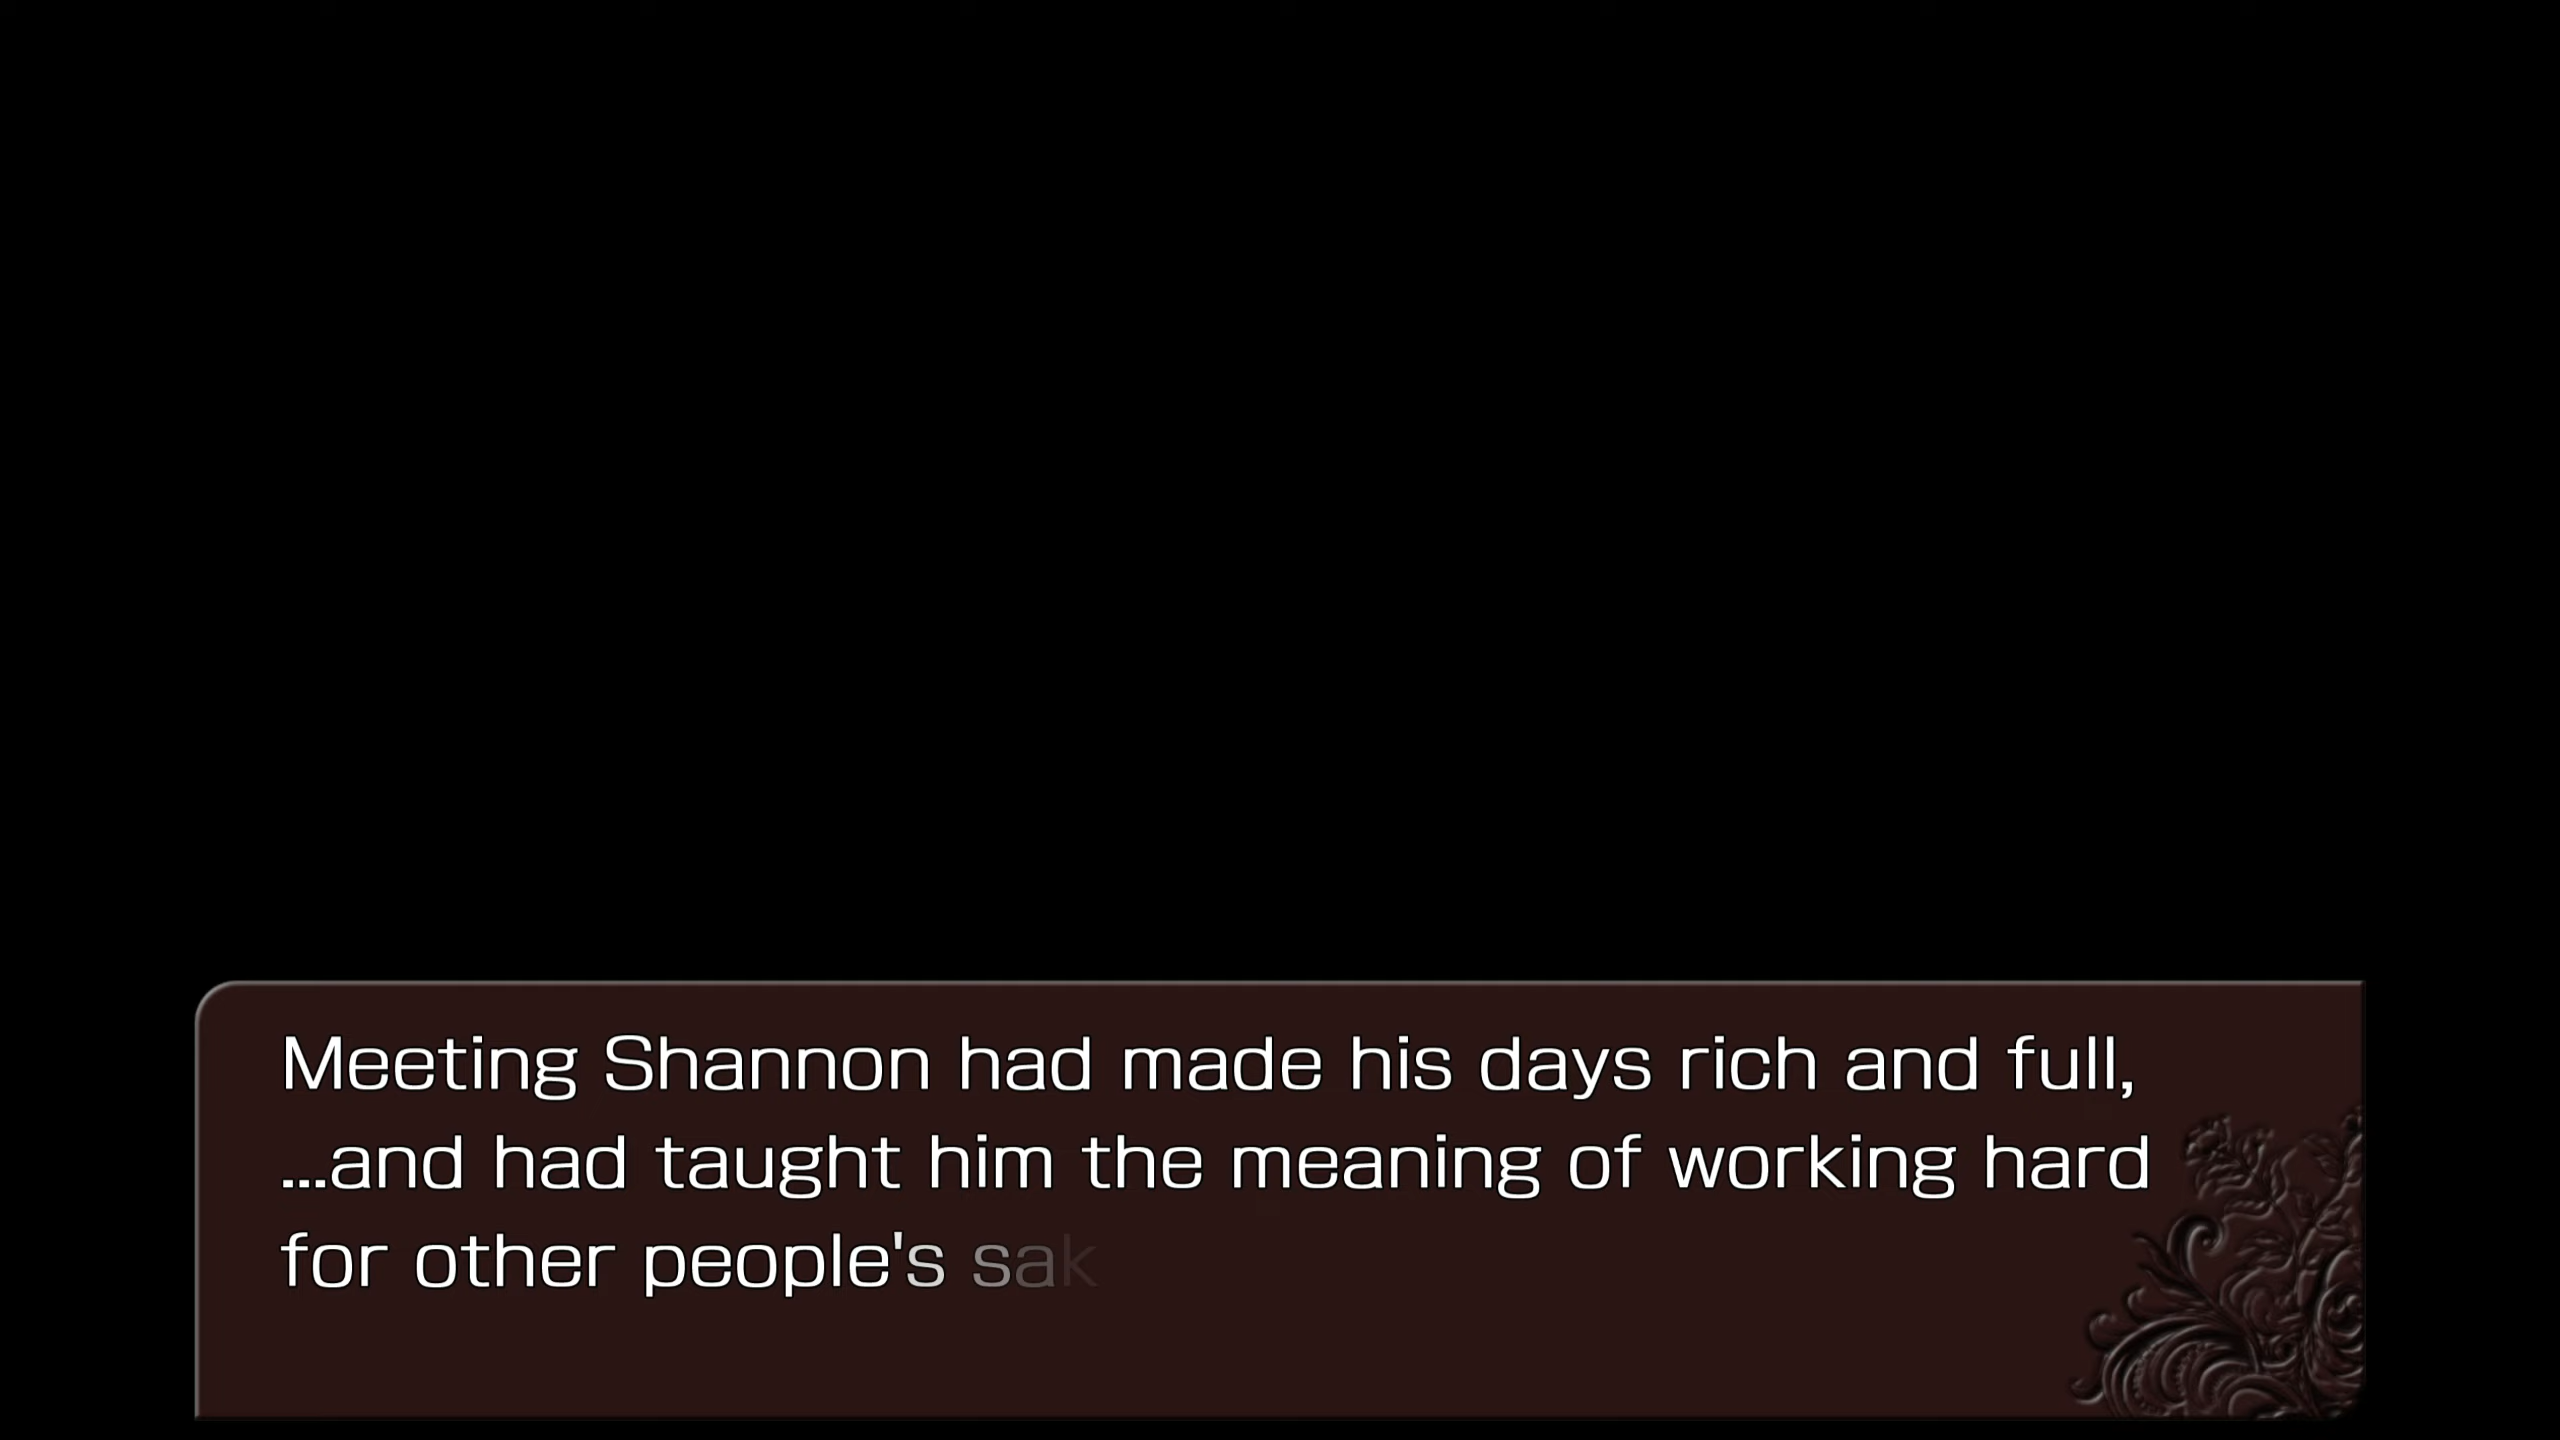 Meeting Shannon had made his days rich and full,
...and had taught him the meaning of working hard
for other people's sak